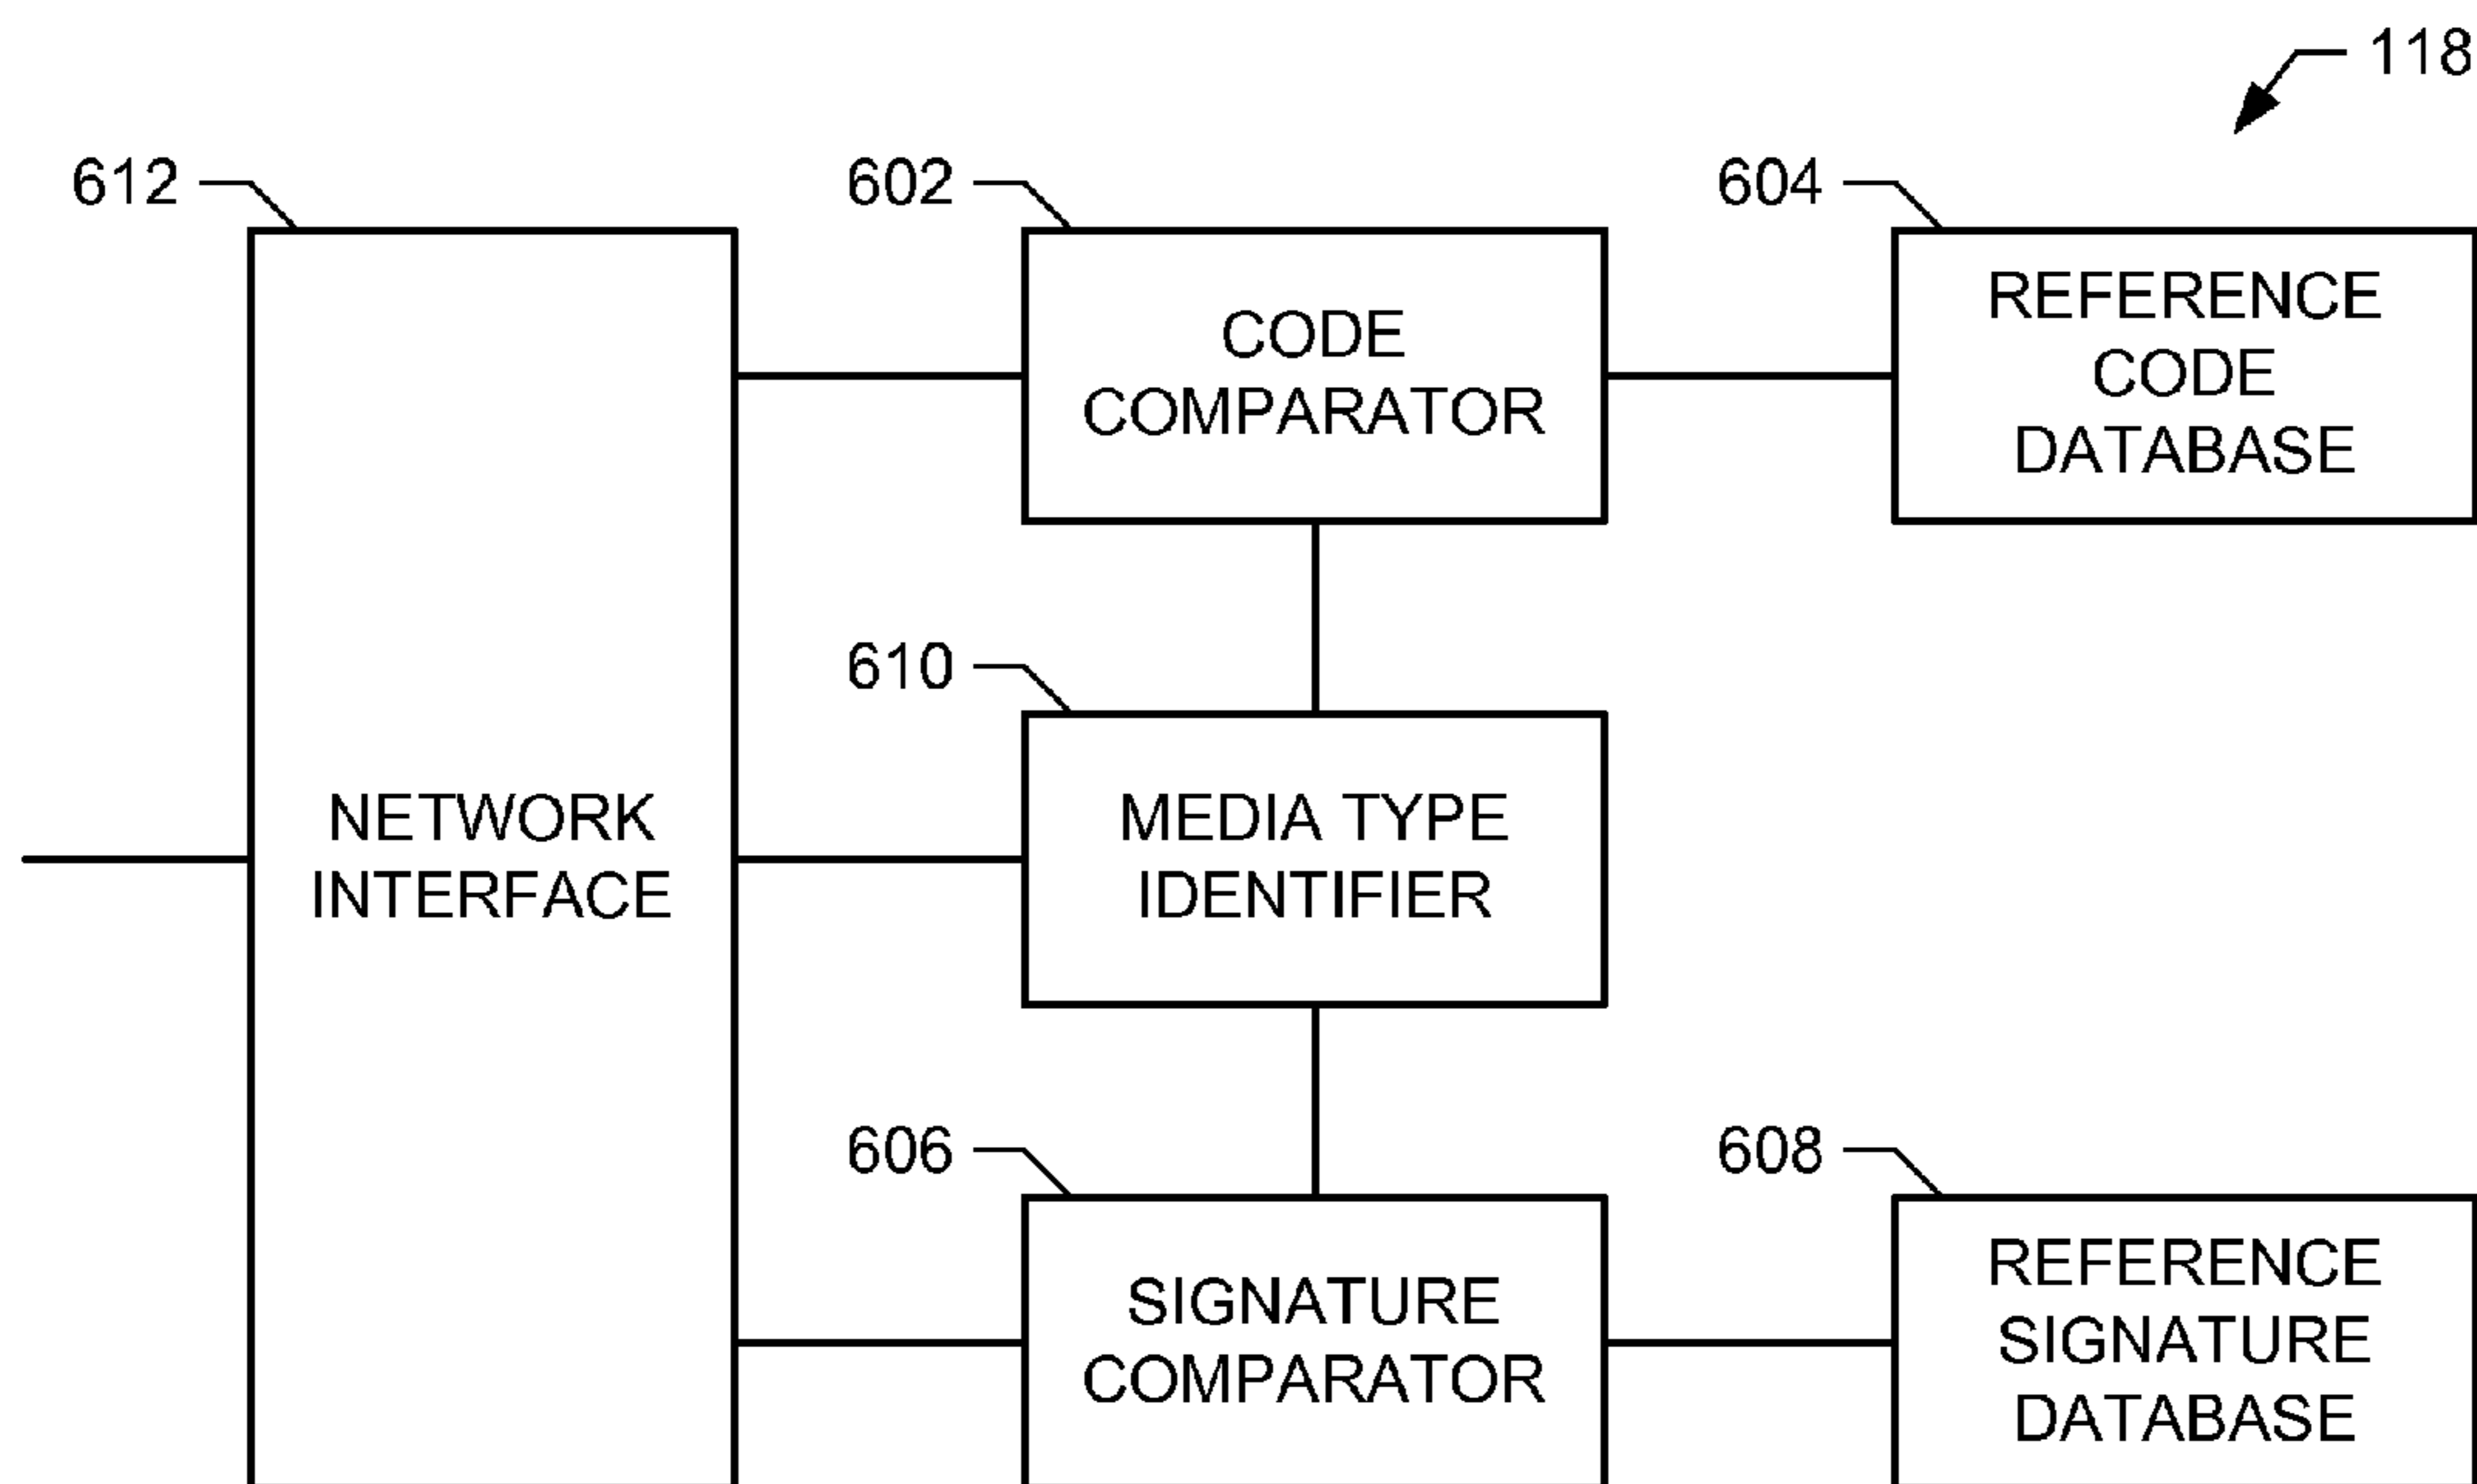 118
612
602
604
CODE
COMPARATOR
REFERENCE
CODE
DATABASE
610
NETWORK
INTERFACE
MEDIA TYPE
IDENTIFIER
606
608
SIGNATURE
COMPARATOR
REFERENCE
SIGNATURE
DATABASE